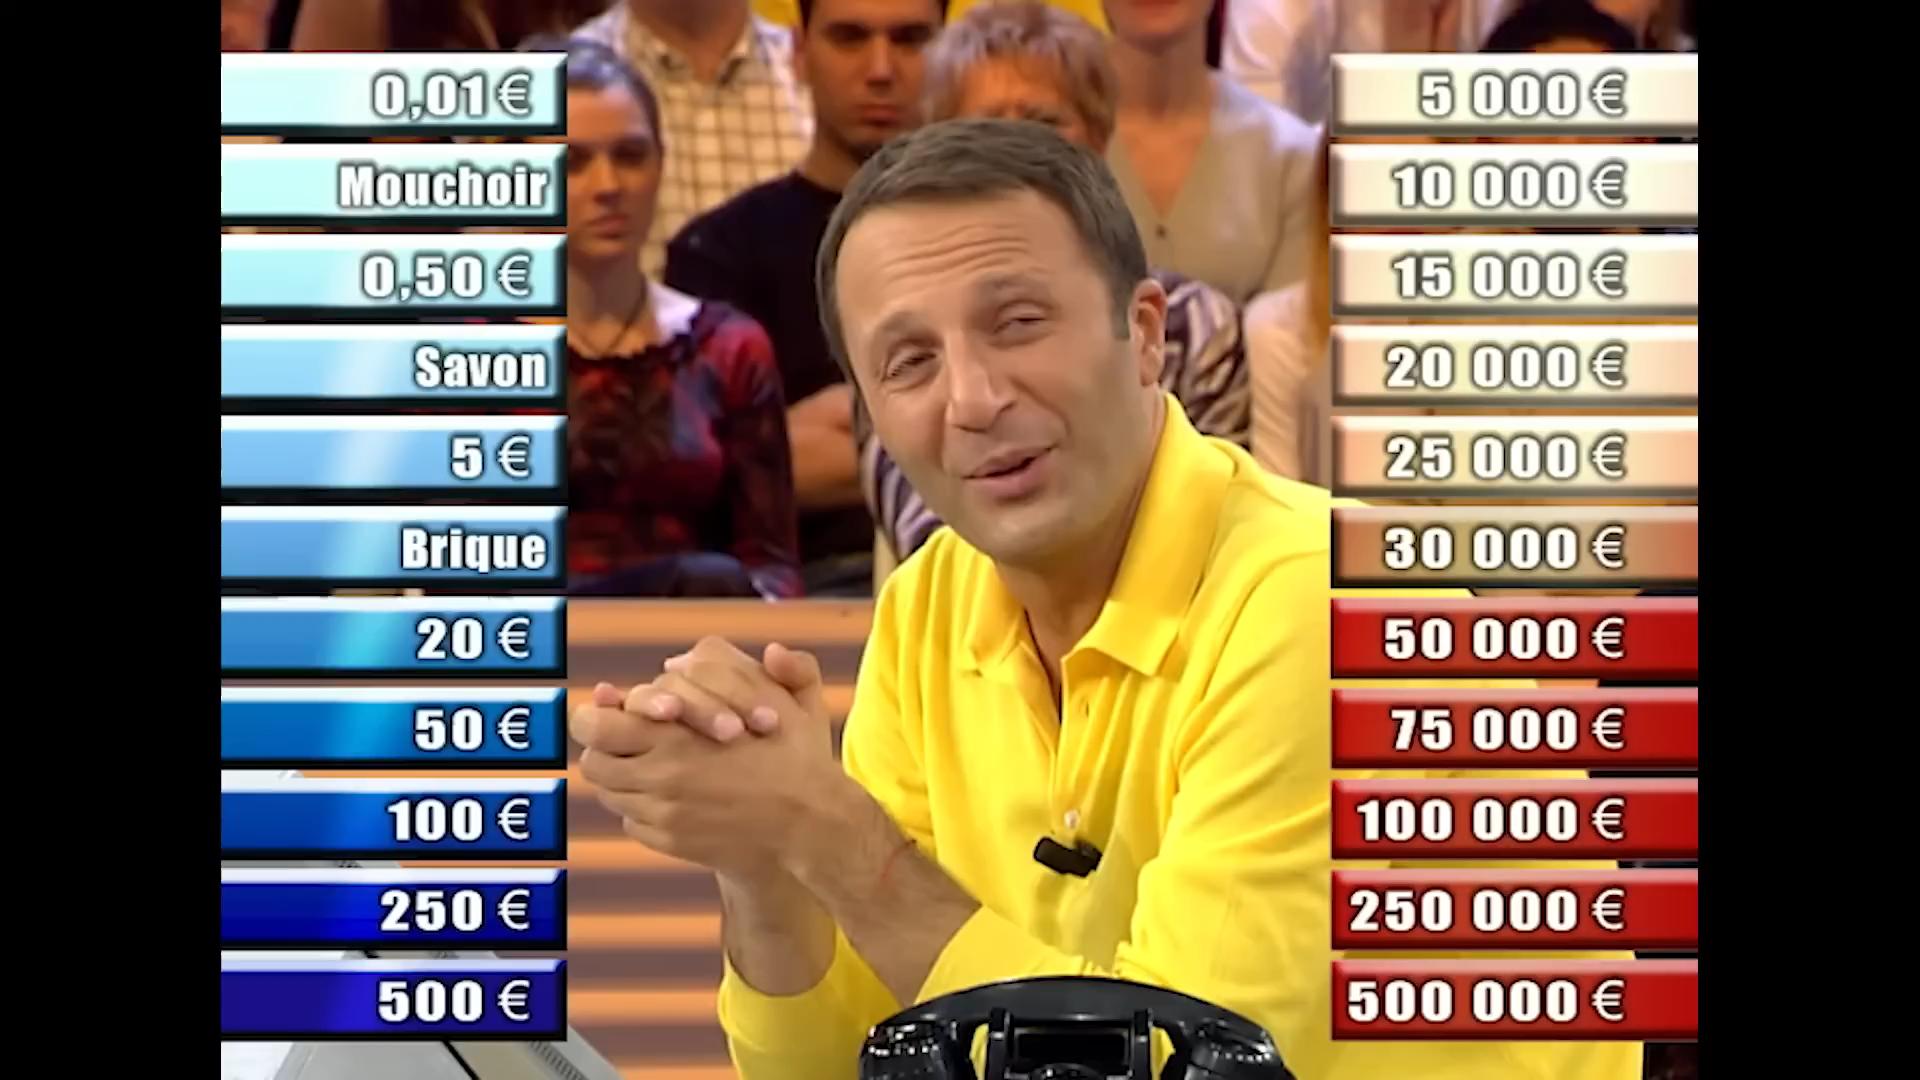 0,01 €
Mouchoir
0,50 €
Savon
5 €
Brique
20 €
50 €
100 €
250 €
500 €
5 000 €
10 000 €
15 000 €
20 000 €
25 000 €
30 000 €
50 000 €
75 000 €
100 000 €
250 000 €
500 000 €